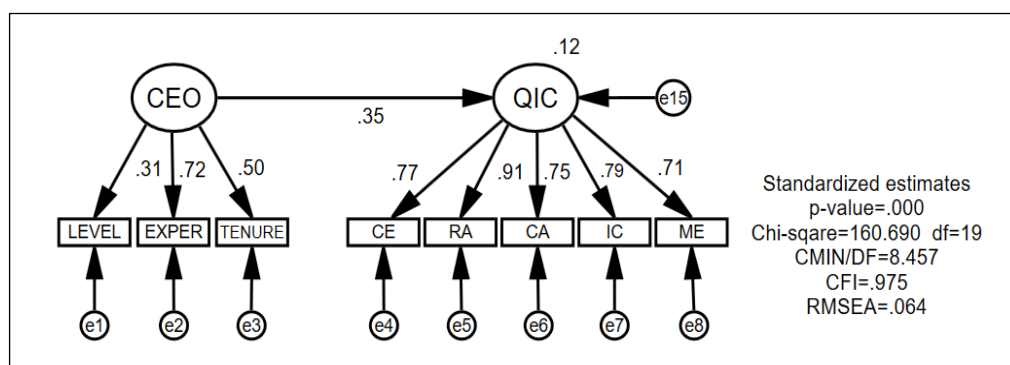 .12
CEO
QIC
e15
.35
.31
.72
.50
.77
.91
.75
.79
.71
LEVEL
EXPER
TENURE
CE
RA
CA
IC
ME
e1
e2
e3
e4
e5
e6
e7
e8
Standardized estimates
p-value=.000
Chi-sqare=160.690 df=19
CMIN/DF=8.457
CFI=.975
RMSEA=.064